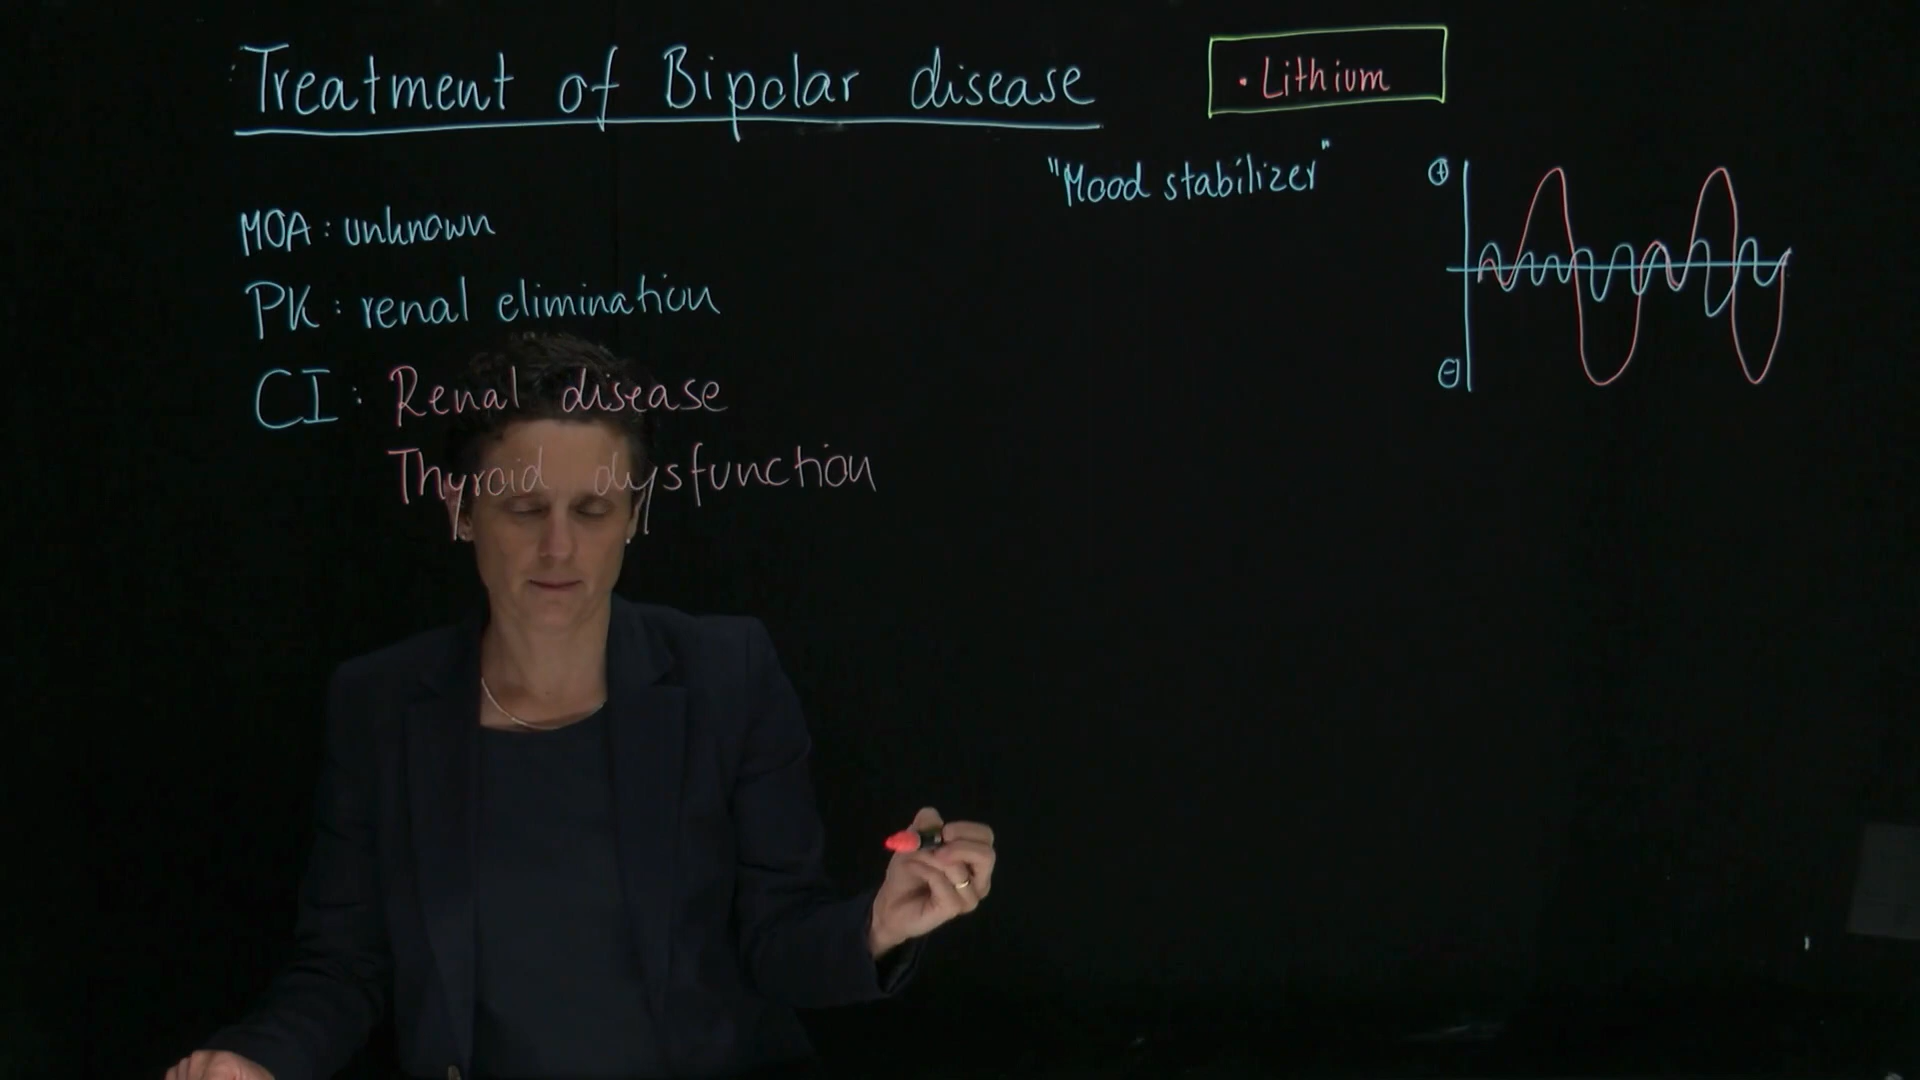 Treatment of Bipolar disease
• Lithium
"Mood stabilizer"
⊕
⊖
MOA: unknown
PK: renal elimination
CI: Renal disease
Thyroid dysfunction